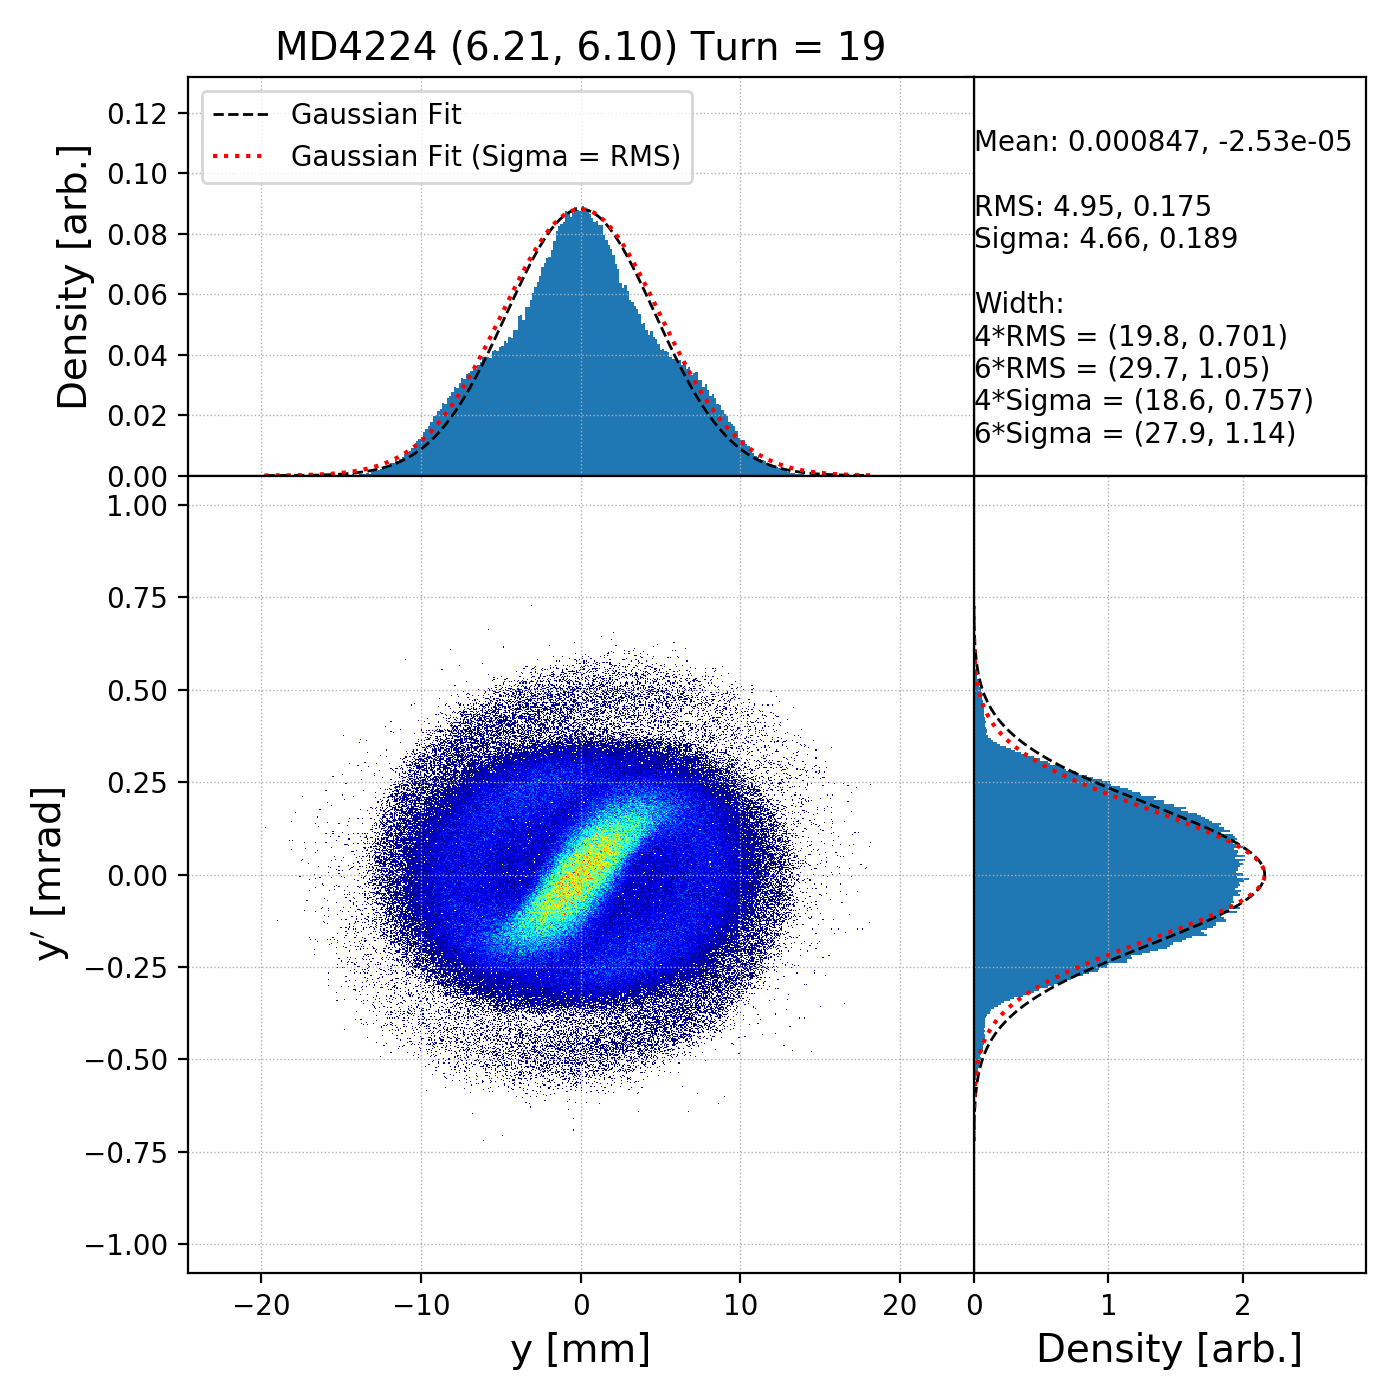 MD4224 (6.21, 6.10) Turn = 19
Gaussian Fit
Gaussian Fit (Sigma = RMS)
Density [arb.]
0.12
0.10
0.08
0.06
0.04
0.02
0.00
Mean: 0.000847, -2.53e-05
RMS: 4.95, 0.175
Sigma: 4.66, 0.189
Width:
4*RMS = (19.8, 0.701)
6*RMS = (29.7, 1.05)
4*Sigma = (18.6, 0.757)
6*Sigma = (27.9, 1.14)
y′ [mrad]
1.00
0.75
0.50
0.25
0.00
−0.25
−0.50
−0.75
−1.00
−20 −10 0 10 20
y [mm]
0 1 2
Density [arb.]